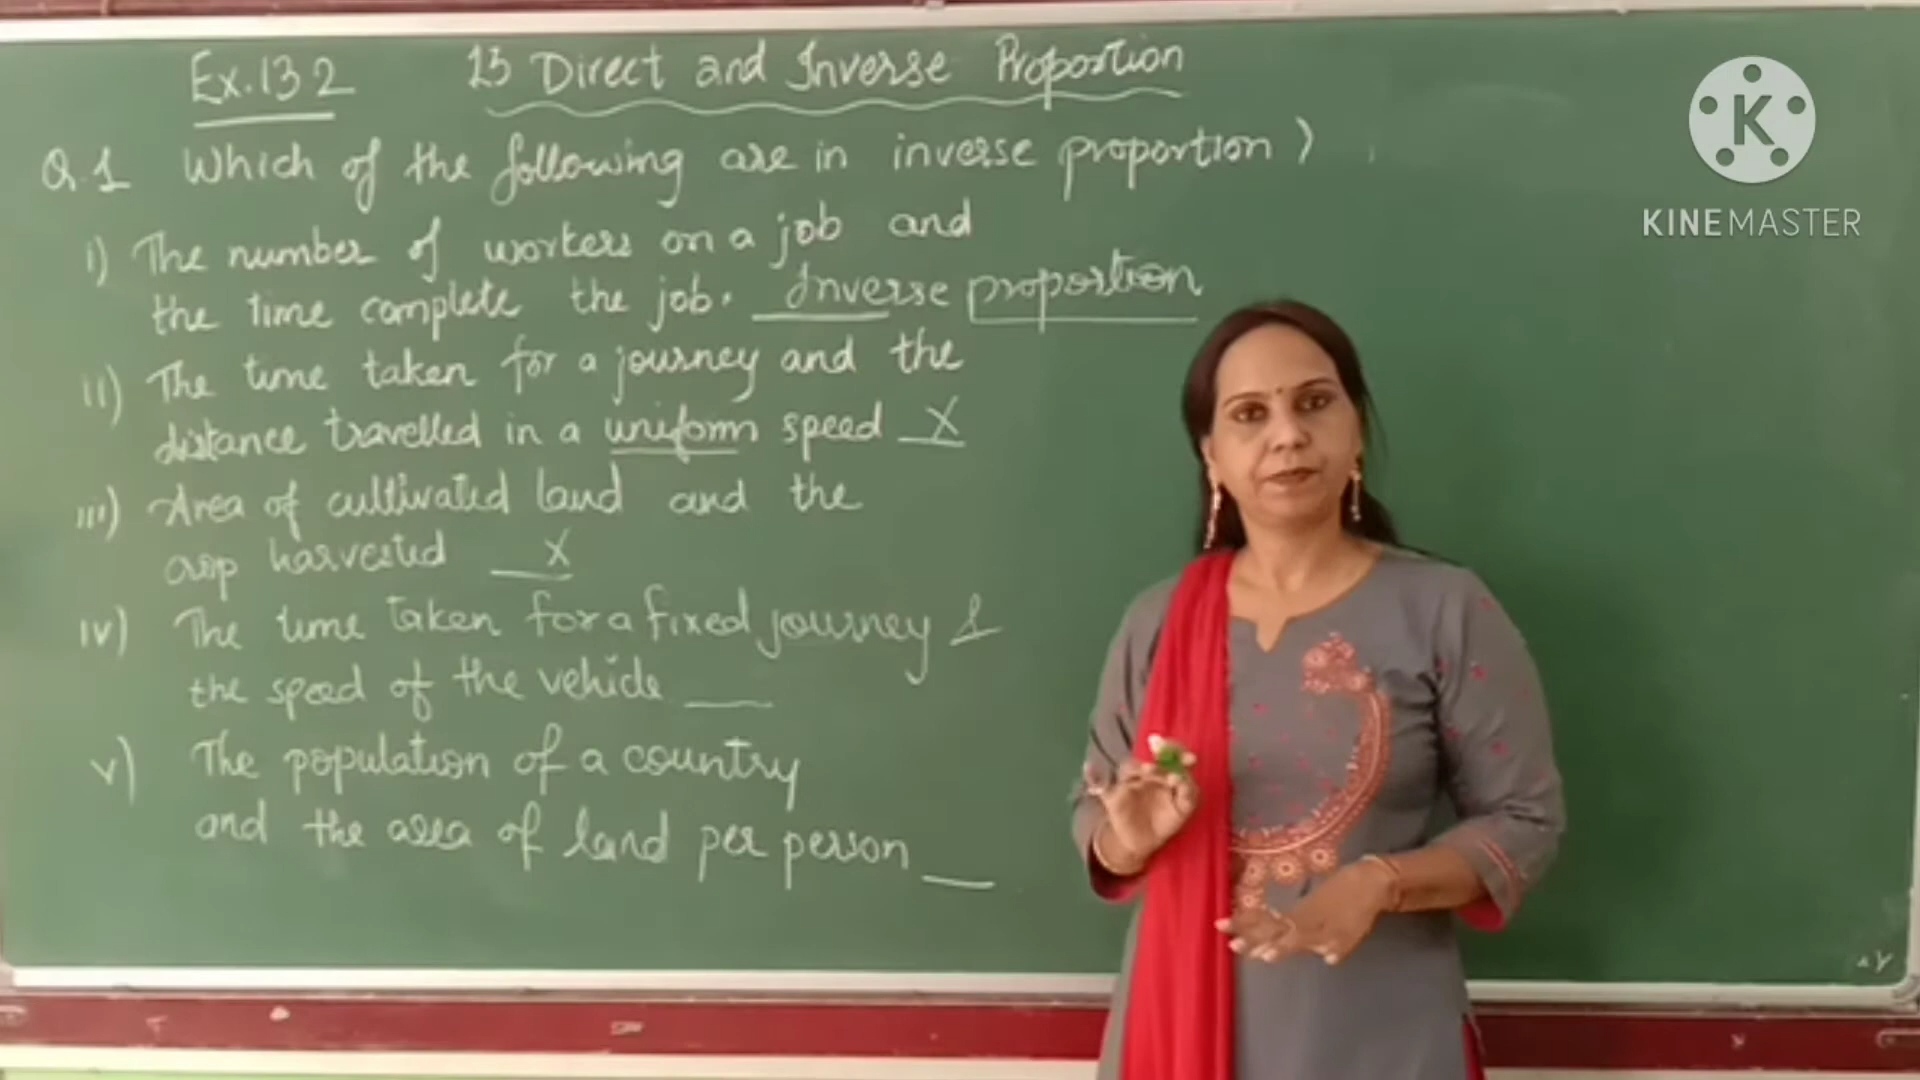 Ex.13 2 13 Direct and Inverse Proportion
Q.1 Which of the following are in inverse proportion ?
i) The number of workers on a job and
the time complete the job. Inverse proportion
ii) The time taken for a journey and the
distance travelled in a uniform speed X
iii) Area of cultivated land and the
crop harvested X
iv) The time taken for a fixed journey &
the speed of the vehicle __
v) The population of a country
and the area of land per person __
K
KINEMASTER